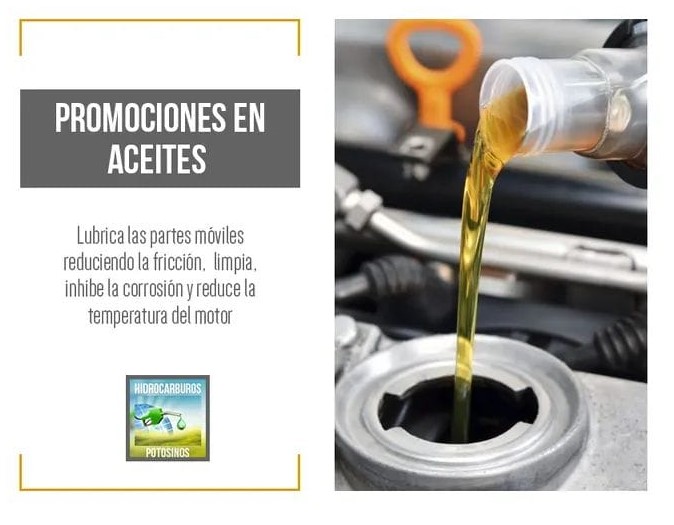 PROMOCIONES EN
ACEITES
Lubrica las partes móviles
reduciendo la fricción, limpia,
inhibe la corrosión y reduce la
temperatura del motor
HIDROCARBUROS
POTOSINOS